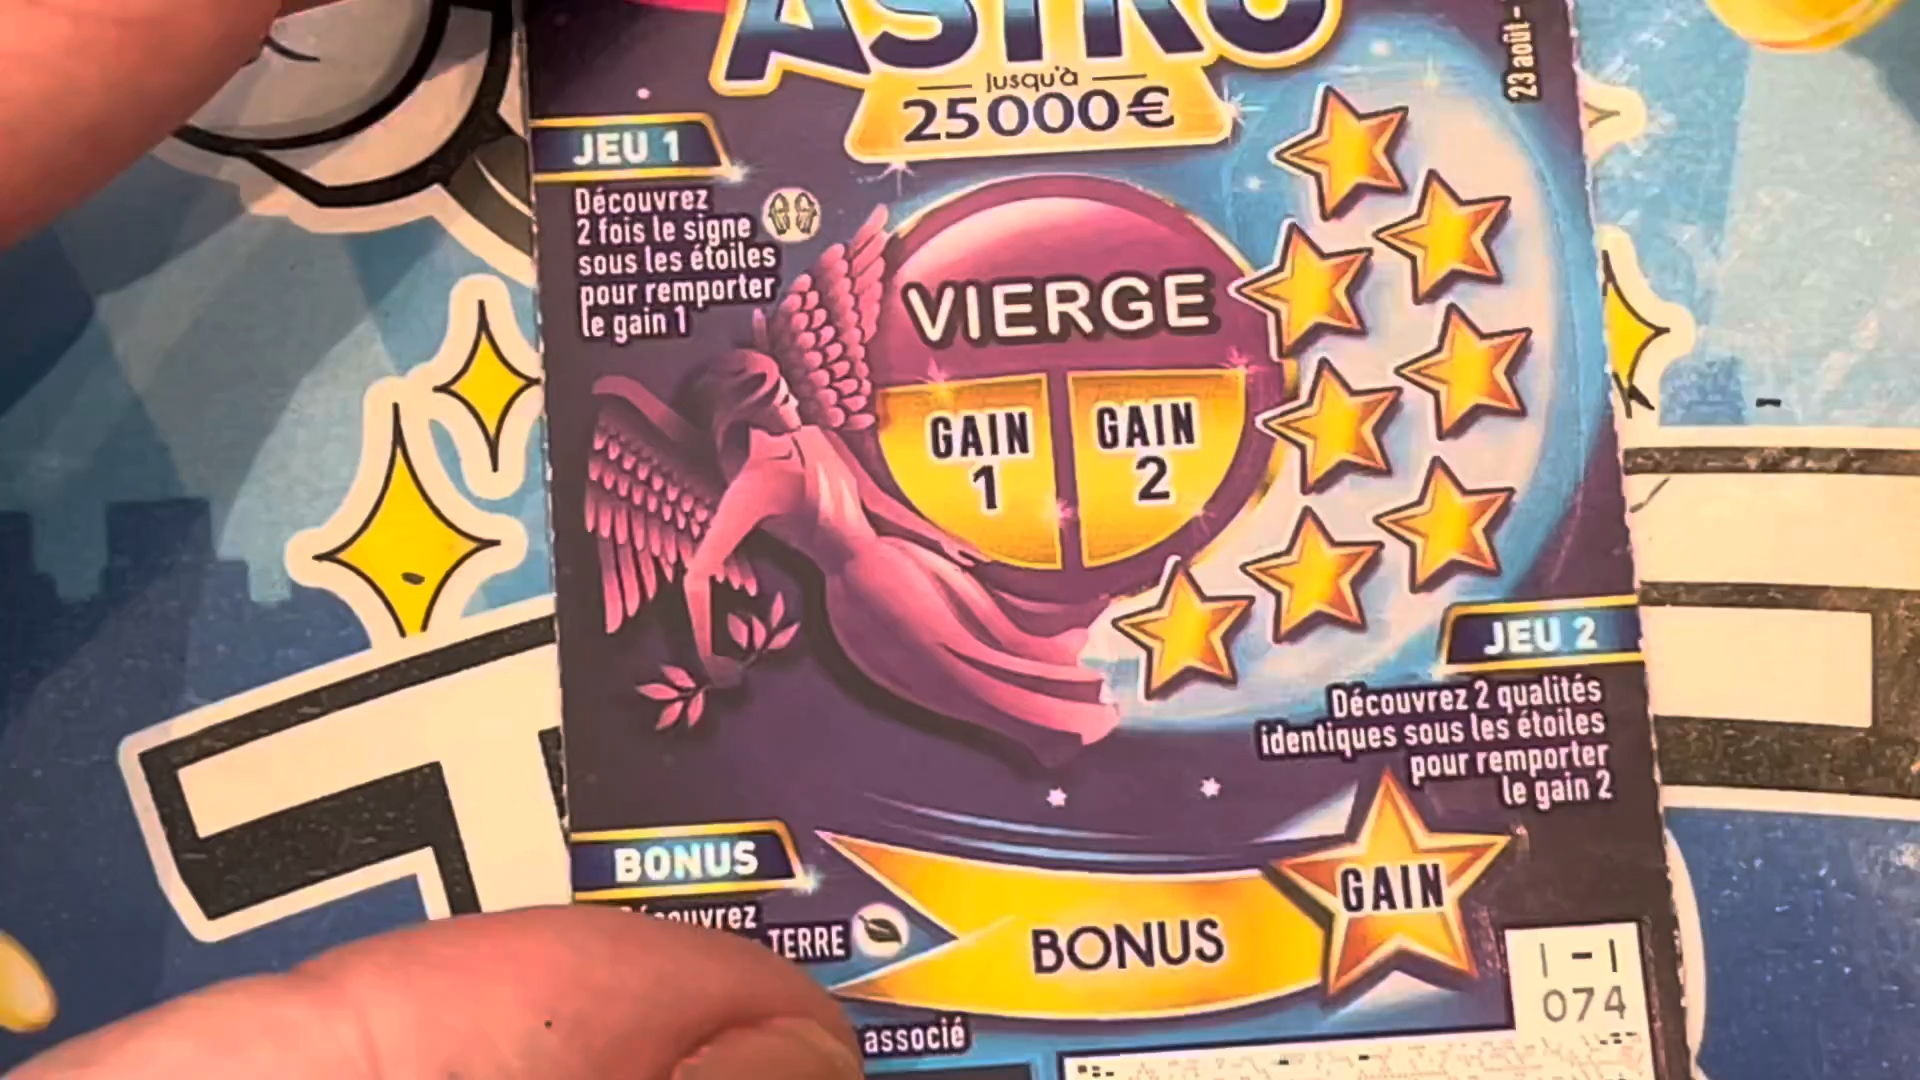 ASTRO
Jusqu'à
25000€
23 août -
JEU 1
Découvrez
2 fois le signe
sous les étoiles
pour remporter
le gain 1
VIERGE
GAIN
1
GAIN
2
JEU 2
Découvrez 2 qualités
identiques sous les étoiles
pour remporter
le gain 2
BONUS
TERRE
associé
BONUS
GAIN
1-1
074